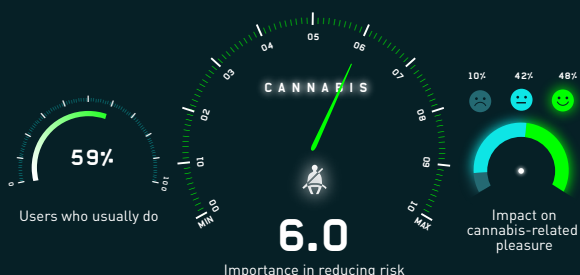 59%
0
100
Users who usually do
CANNABIS
00
MIN
01
02
03
04
05
06
07
08
09
10
MAX
6.0
Importance in reducing risk
10% 42% 48%
Impact on
cannabis-related
pleasure